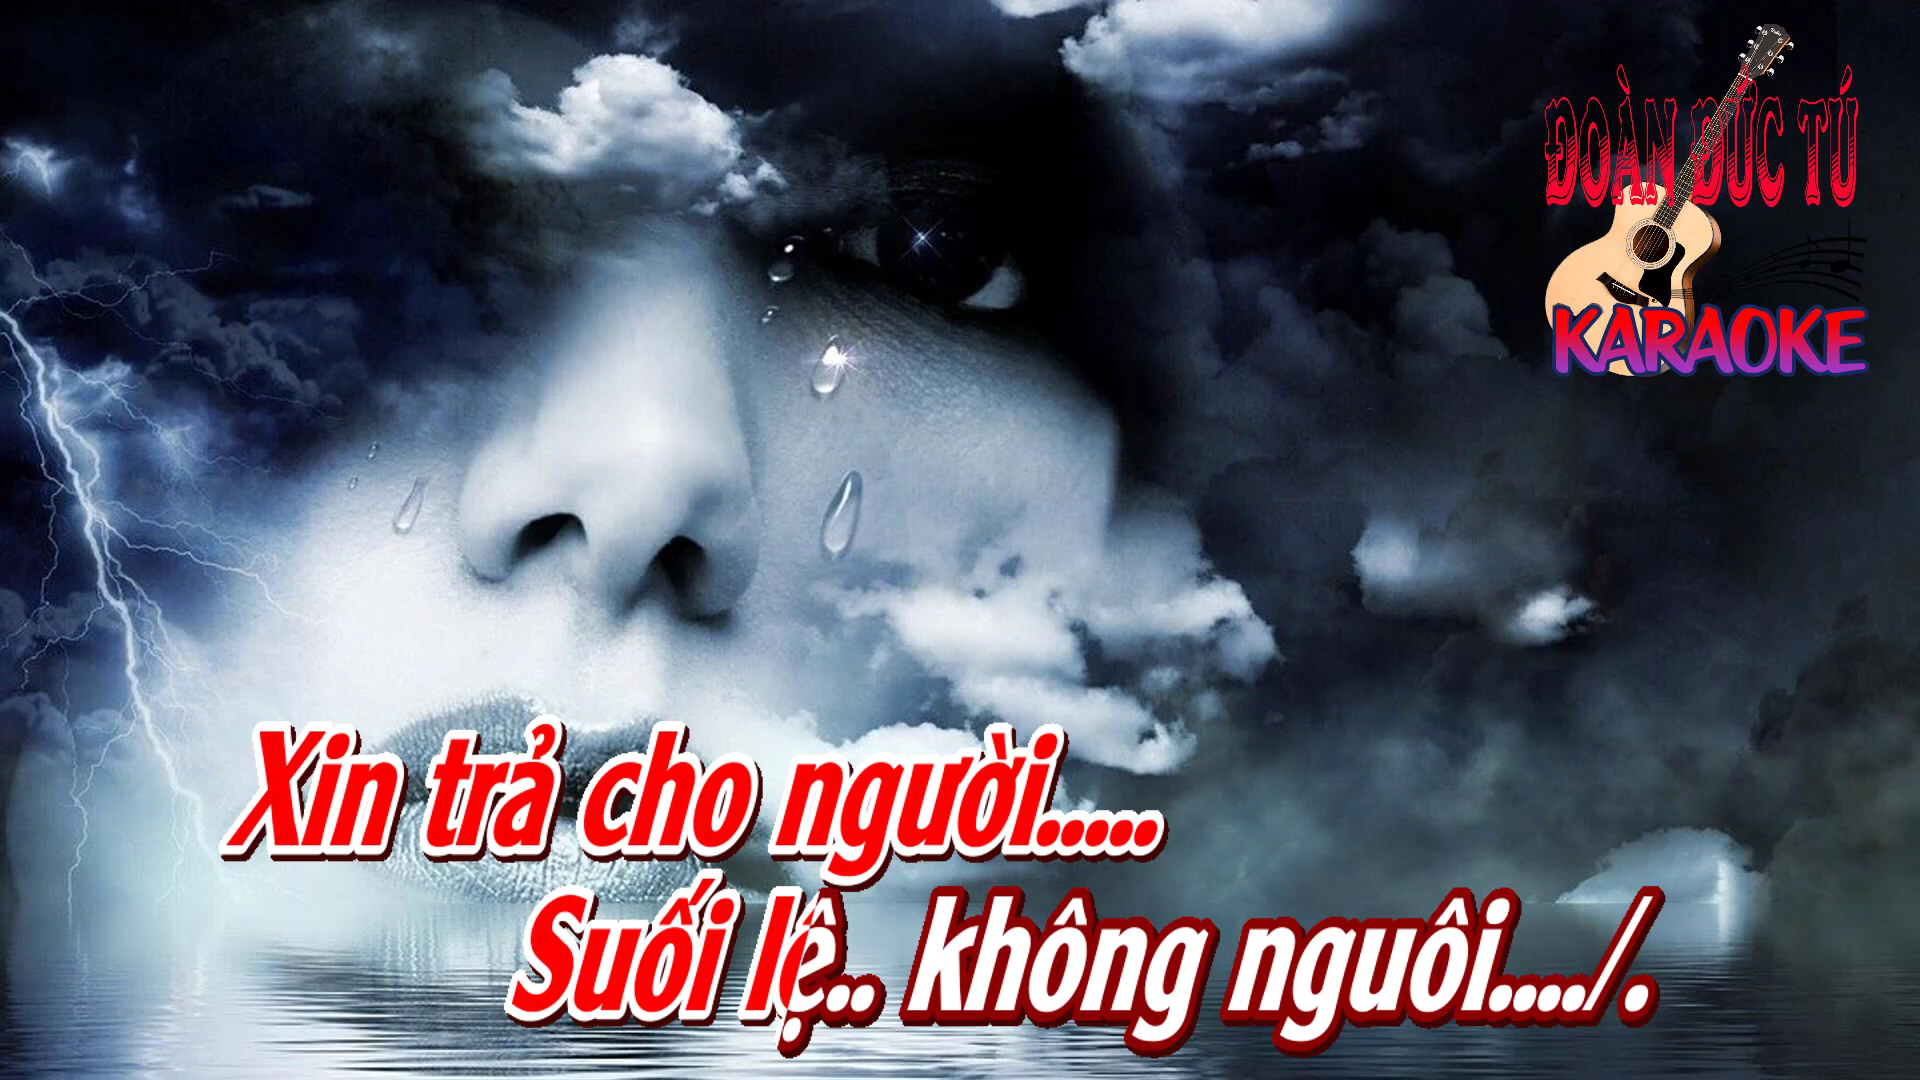 ĐOÀN ĐỨC TÚ
KARAOKE
Xin trả cho người.....
Suối lệ.. không nguôi..../.